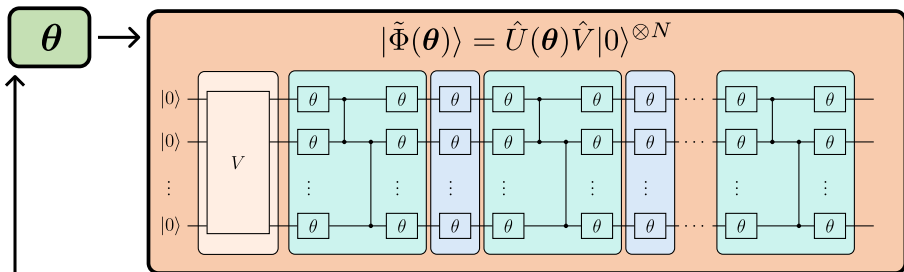 θ
|Φ̃(θ)⟩ = Û(θ)V̂|0⟩^{⊗N}
|0⟩ θ θ θ θ θ θ ··· θ θ
|0⟩ θ θ θ θ θ θ ··· θ θ
V
⋮ ⋮ ⋮ ⋮ ⋮ ⋮ ⋮ ⋮ ⋮
|0⟩ θ θ θ θ θ θ ··· θ θ